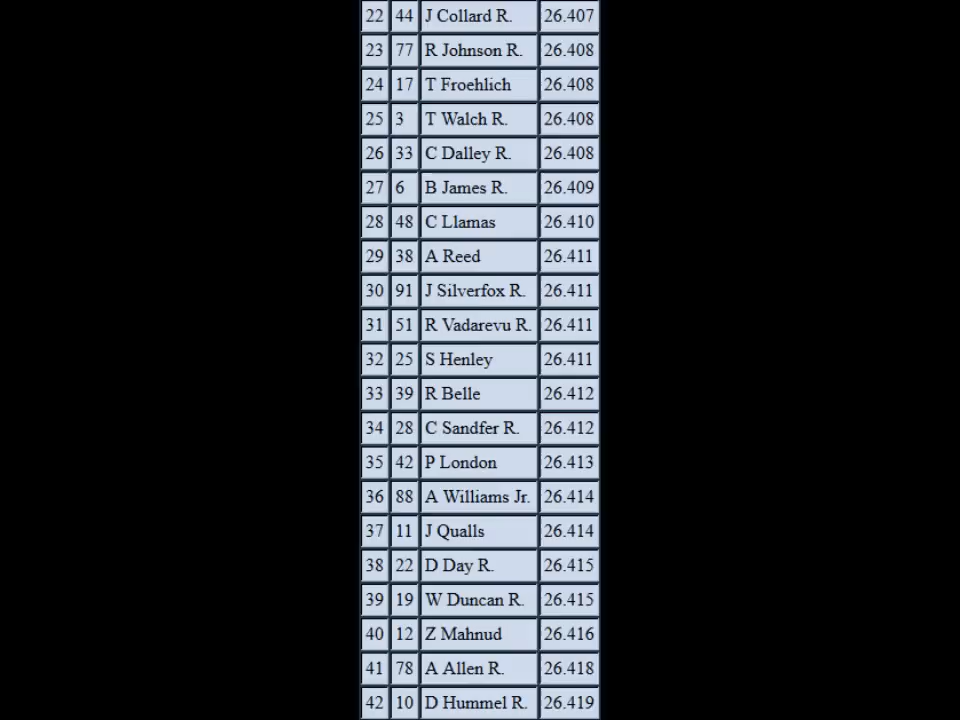 22 44 J Collard R. 26.407
23 77 R Johnson R. 26.408
24 17 T Froehlich 26.408
25 3 T Walch R. 26.408
26 33 C Dalley R. 26.408
27 6 B James R. 26.409
28 48 C Llamas 26.410
29 38 A Reed 26.411
30 91 J Silverfox R. 26.411
31 51 R Vadarevu R. 26.411
32 25 S Henley 26.411
33 39 R Belle 26.412
34 28 C Sandfer R. 26.412
35 42 P London 26.413
36 88 A Williams Jr. 26.414
37 11 J Qualls 26.414
38 22 D Day R. 26.415
39 19 W Duncan R. 26.415
40 12 Z Mahnud 26.416
41 78 A Allen R. 26.418
42 10 D Hummel R. 26.419